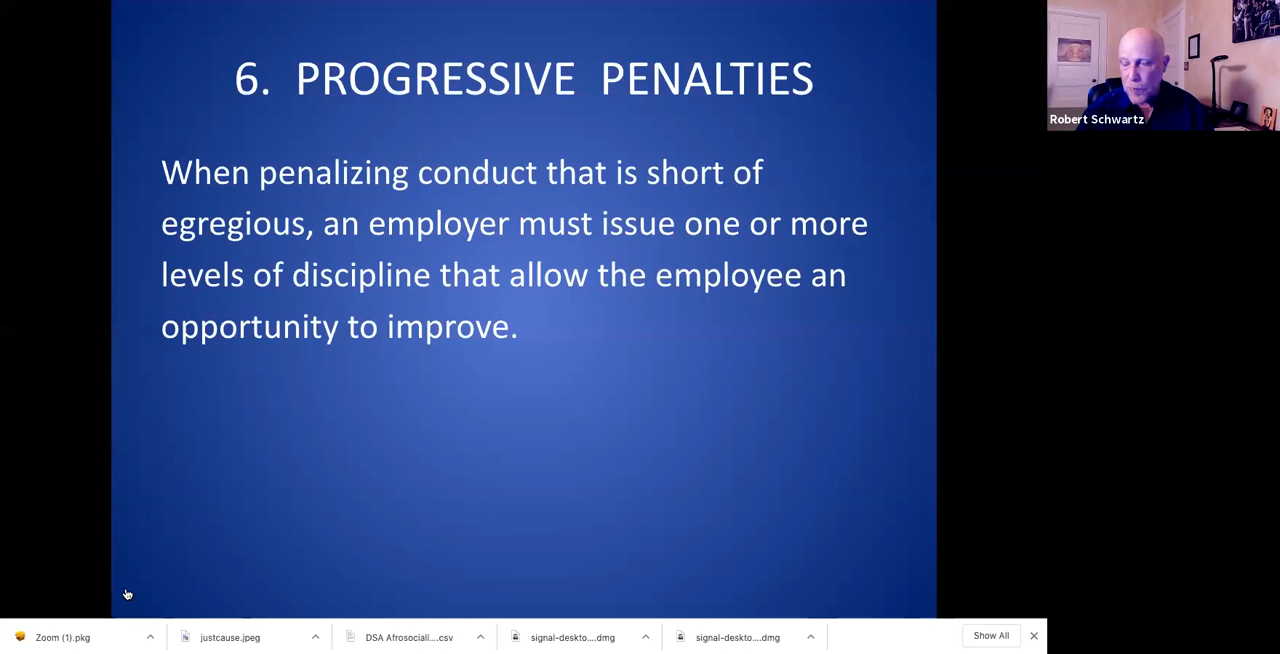 6. PROGRESSIVE PENALTIES
When penalizing conduct that is short of
egregious, an employer must issue one or more
levels of discipline that allow the employee an
opportunity to improve.
Robert Schwartz
Zoom (1).pkg
justcause.jpeg
DSA Afrosociali....csv
signal-deskto....dmg
signal-deskto....dmg
Show All